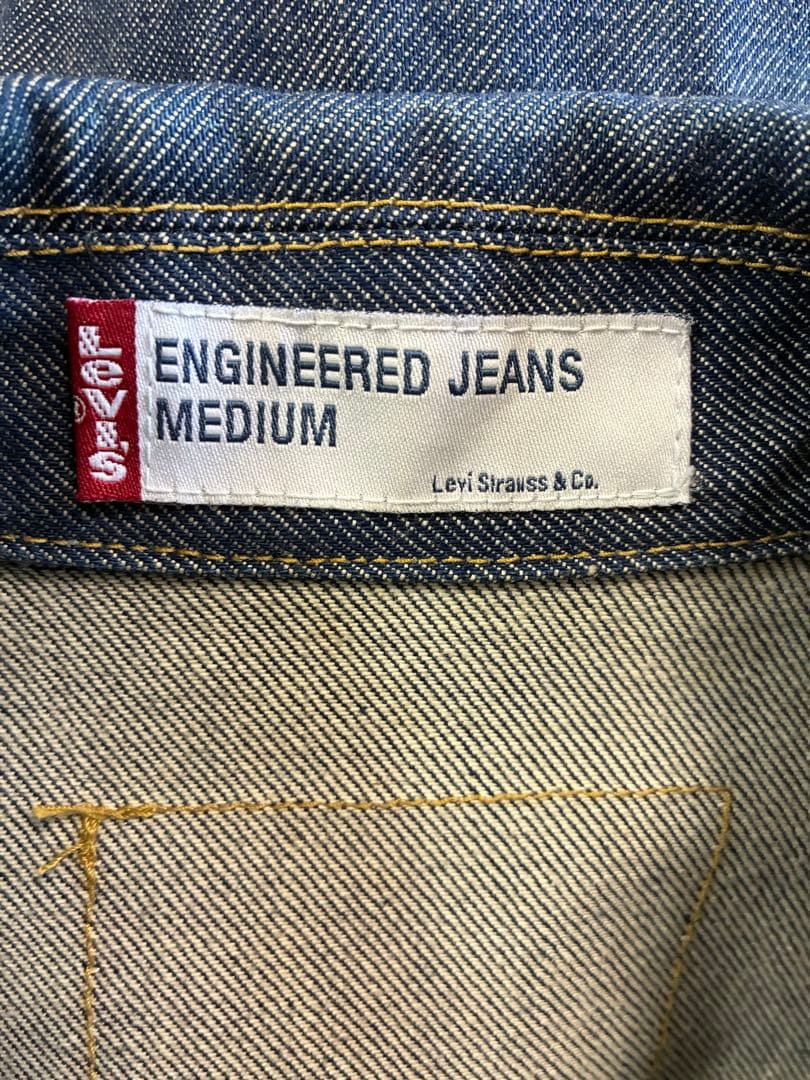 LEVI'S®
ENGINEERED JEANS
MEDIUM
Levi Strauss & Co.